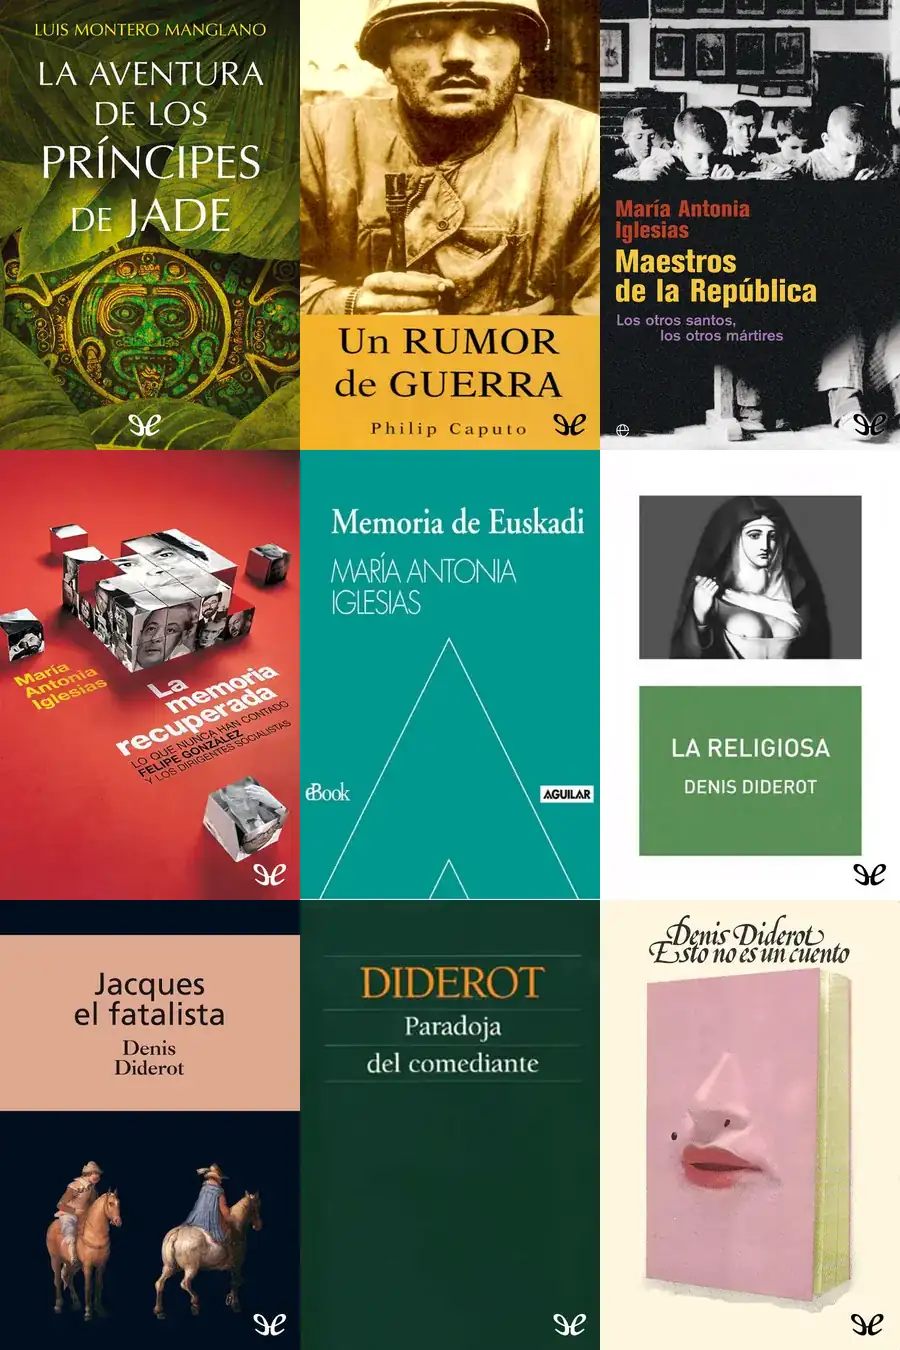 LUIS MONTERO MANGLANO
LA AVENTURA
DE LOS
PRÍNCIPES
DE JADE
Un RUMOR
de GUERRA
Philip Caputo
María Antonia
Iglesias
Maestros
de la República
Los otros santos,
los otros mártires
María
Antonia
Iglesias
La
memoria
recuperada
LO QUE NUNCA HAN CONTADO
FELIPE GONZÁLEZ
Y LOS DIRIGENTES SOCIALISTAS
Memoria de Euskadi
MARÍA ANTONIA
IGLESIAS
eBook
AGUILAR
LA RELIGIOSA
DENIS DIDEROT
Jacques
el fatalista
Denis
Diderot
DIDEROT
Paradoja
del comediante
Denis Diderot
Esto no es un cuento